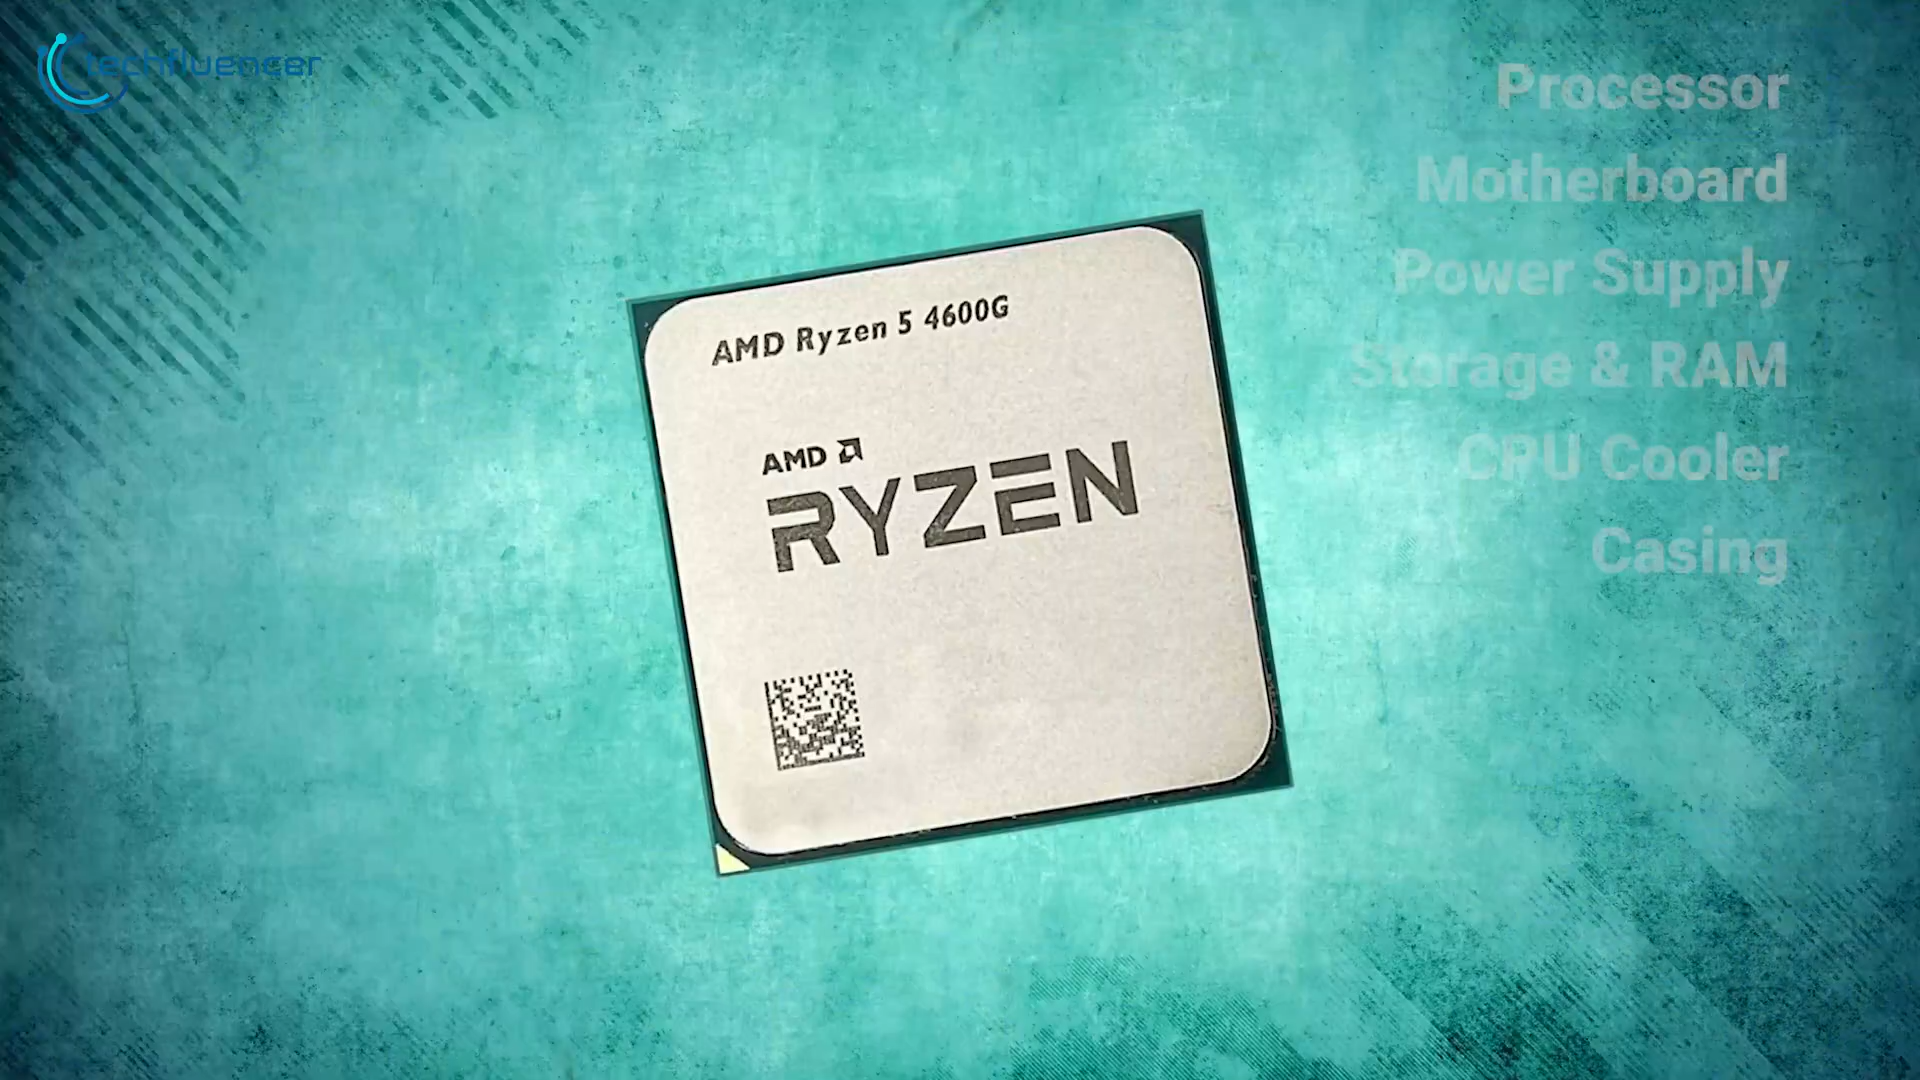 techfluencer
Processor
Motherboard
Power Supply
Storage & RAM
CPU Cooler
Casing
AMD Ryzen 5 4600G
AMD
RYZEN